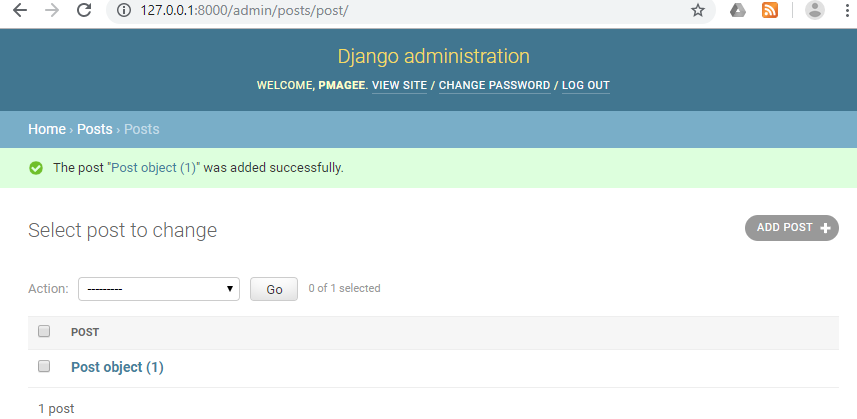 127.0.0.1:8000/admin/posts/post/
Django administration
WELCOME, PMAGEE. VIEW SITE / CHANGE PASSWORD / LOG OUT
Home › Posts › Posts
The post "Post object (1)" was added successfully.
Select post to change
ADD POST +
Action: --------- Go 0 of 1 selected
POST
Post object (1)
1 post